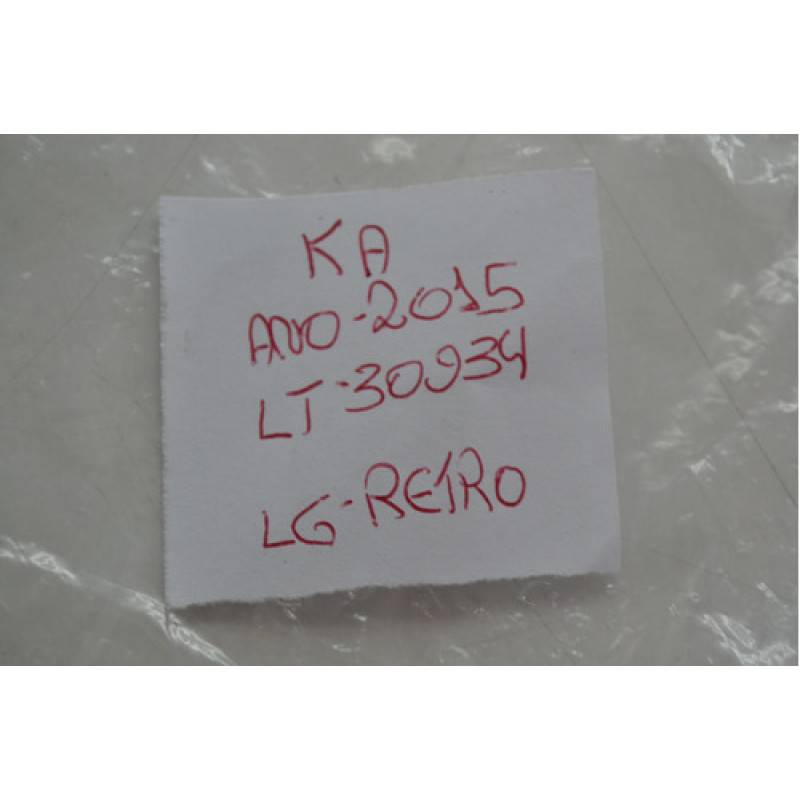 KA
ANO-2015
LT-30934
LG-RETRO